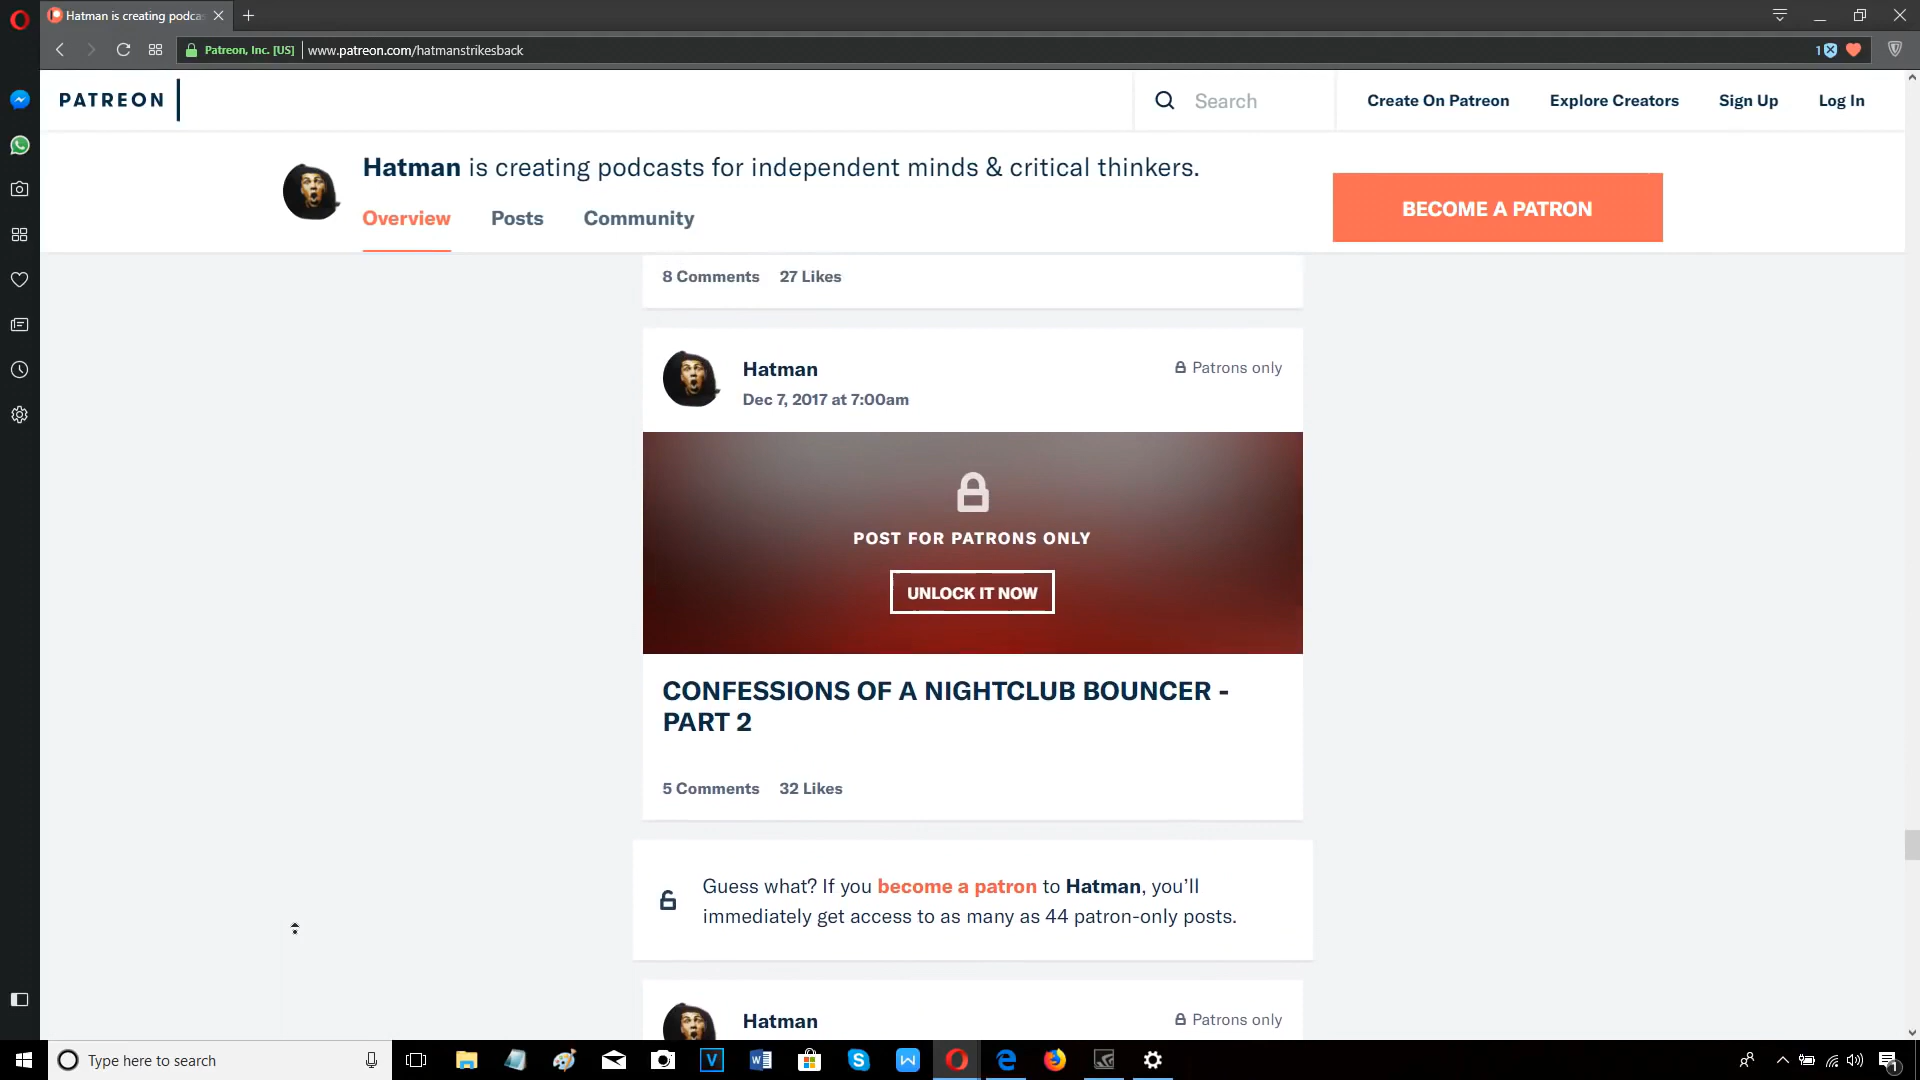 Hatman is creating podca
Patreon, Inc. [US]
www.patreon.com/hatmanstrikesback
1
PATREON
Search
Create On Patreon
Explore Creators
Sign Up
Log In
Hatman is creating podcasts for independent minds & critical thinkers.
Overview
Posts
Community
BECOME A PATRON
8 Comments
27 Likes
Hatman
Patrons only
Dec 7, 2017 at 7:00am
POST FOR PATRONS ONLY
UNLOCK IT NOW
CONFESSIONS OF A NIGHTCLUB BOUNCER -
PART 2
5 Comments
32 Likes
Guess what? If you become a patron to Hatman, you’ll
immediately get access to as many as 44 patron-only posts.
Hatman
Patrons only
Type here to search
1